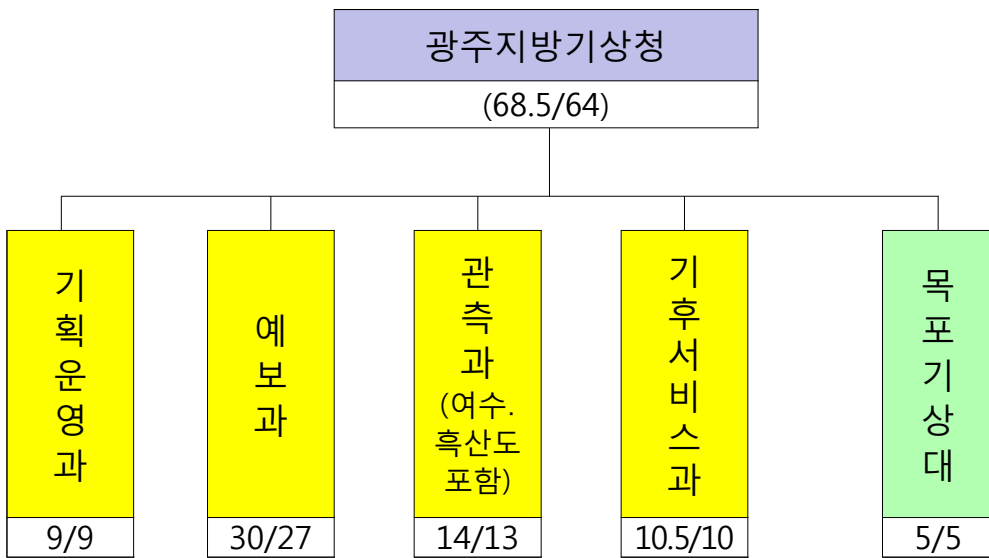 광주지방기상청
(68.5/64)
기획운영과
9/9
예보과
30/27
관측과
(여수.
흑산도
포함)
14/13
기후서비스과
10.5/10
목포기상대
5/5